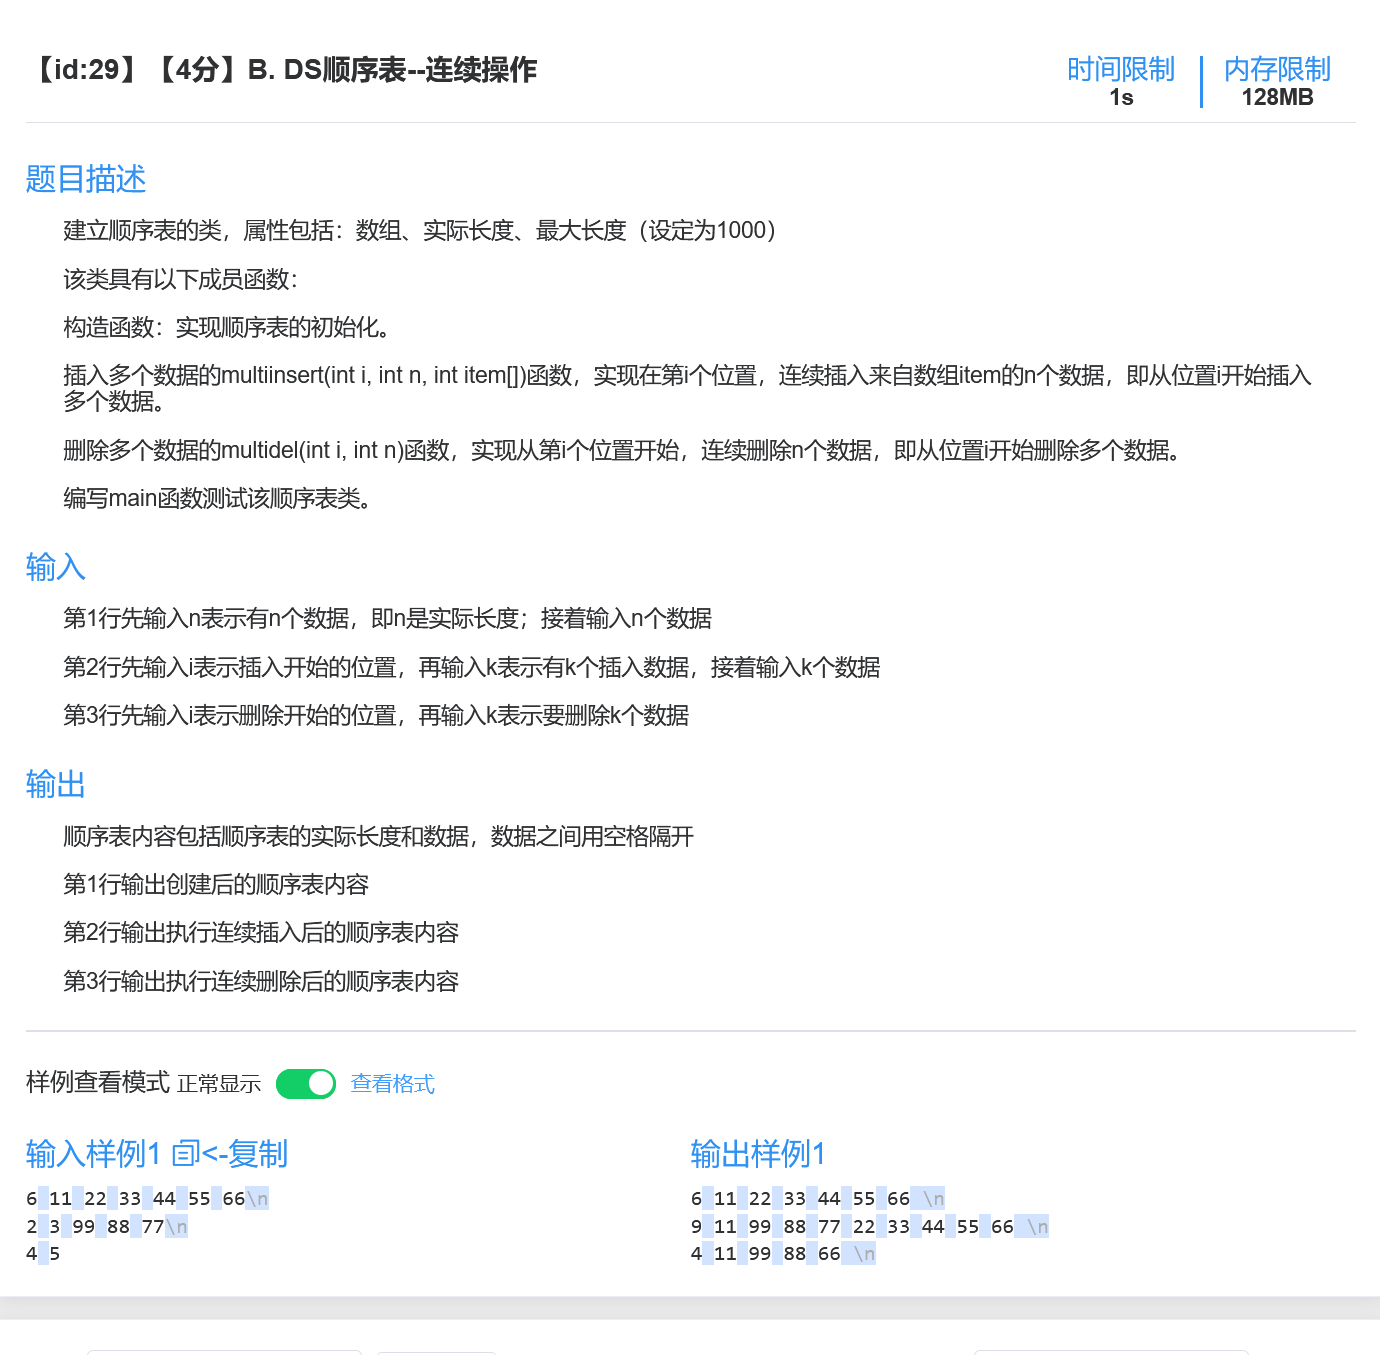 【id:29】【4分】B. DS顺序表--连续操作
时间限制
1s
内存限制
128MB
题目描述
建立顺序表的类，属性包括：数组、实际长度、最大长度（设定为1000）
该类具有以下成员函数：
构造函数：实现顺序表的初始化。
插入多个数据的multiinsert(int i, int n, int item[])函数，实现在第i个位置，连续插入来自数组item的n个数据，即从位置i开始插入
多个数据。
删除多个数据的multidel(int i, int n)函数，实现从第i个位置开始，连续删除n个数据，即从位置i开始删除多个数据。
编写main函数测试该顺序表类。
输入
第1行先输入n表示有n个数据，即n是实际长度；接着输入n个数据
第2行先输入i表示插入开始的位置，再输入k表示有k个插入数据，接着输入k个数据
第3行先输入i表示删除开始的位置，再输入k表示要删除k个数据
输出
顺序表内容包括顺序表的实际长度和数据，数据之间用空格隔开
第1行输出创建后的顺序表内容
第2行输出执行连续插入后的顺序表内容
第3行输出执行连续删除后的顺序表内容
样例查看模式 正常显示 查看格式
输入样例1 <-复制
6 11 22 33 44 55 66\n
2 3 99 88 77\n
4 5
输出样例1
6 11 22 33 44 55 66 \n
9 11 99 88 77 22 33 44 55 66 \n
4 11 99 88 66 \n